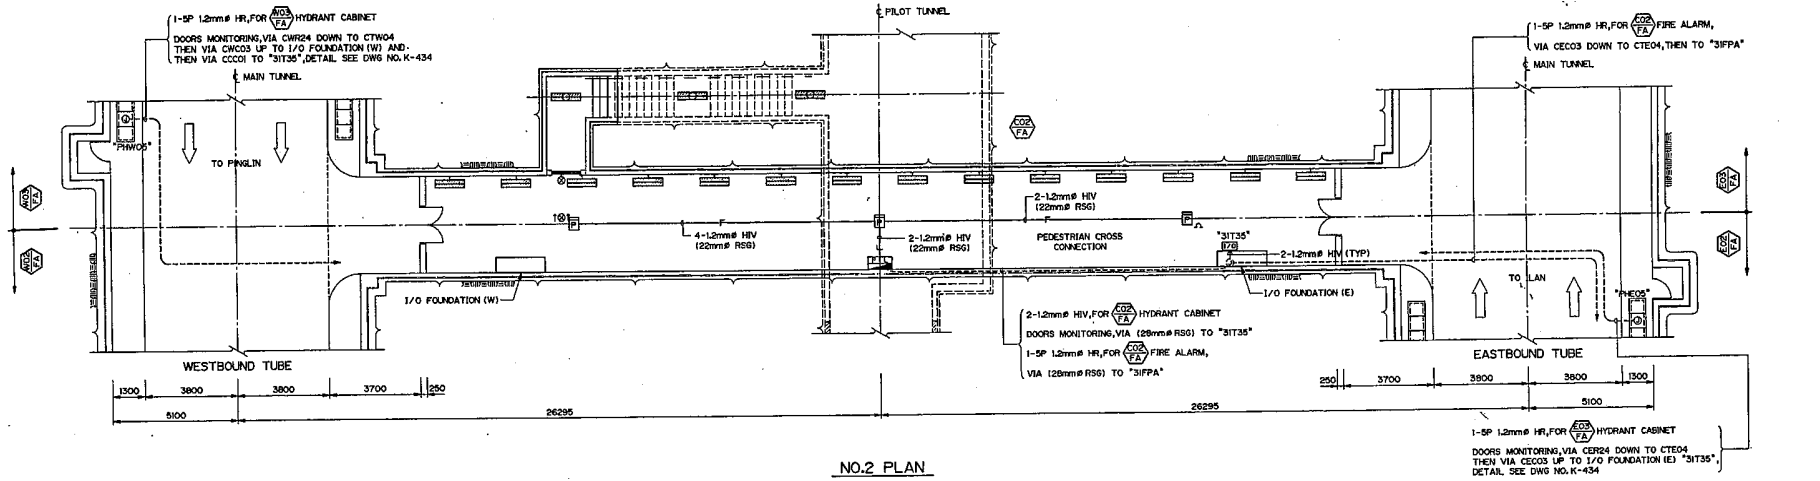 1-5P 1.2mmø HR,FOR W03 FA HYDRANT CABINET
DOORS MONITORING,VIA CWR24 DOWN TO CTW04
THEN VIA CWC03 UP TO I/O FOUNDATION (W) AND
THEN VIA CCC01 TO "31T35",DETAIL SEE DWG NO.K-434
℄ MAIN TUNNEL
℄ PILOT TUNNEL
1-5P 1.2mmø HR,FOR C02 FA FIRE ALARM,
VIA CEC03 DOWN TO CTE04,THEN TO "31FPA"
℄ MAIN TUNNEL
"PHW05"
TO PINGLIN
C02
FA
W03
FA
W02
FA
E03
FA
E02
FA
P
P
P
4-1.2mmø HIV
(22mmø RSG)
2-1.2mmø HIV
(22mmø RSG)
2-1.2mmø HIV
(22mmø RSG)
PEDESTRIAN CROSS
CONNECTION
"31T35"
I/O
2-1.2mmø HIV (TYP)
I/O FOUNDATION (W)
I/O FOUNDATION (E)
"PHE05"
2-1.2mmø HIV,FOR C02 FA HYDRANT CABINET
DOORS MONITORING,VIA (28mmø RSG) TO "31T35"
1-5P 1.2mmø HR,FOR C02 FA FIRE ALARM,
VIA (28mmø RSG) TO "31FPA"
WESTBOUND TUBE
EASTBOUND TUBE
1300 3800 3800 3700 250
250 3700 3800 3800 1300
5100 26295 26295 5100
1-5P 1.2mmø HR,FOR E03 FA HYDRANT CABINET
DOORS MONITORING,VIA CER24 DOWN TO CTE04
THEN VIA CEC03 UP TO I/O FOUNDATION (E) "31T35",
DETAIL SEE DWG NO.K-434
NO.2 PLAN